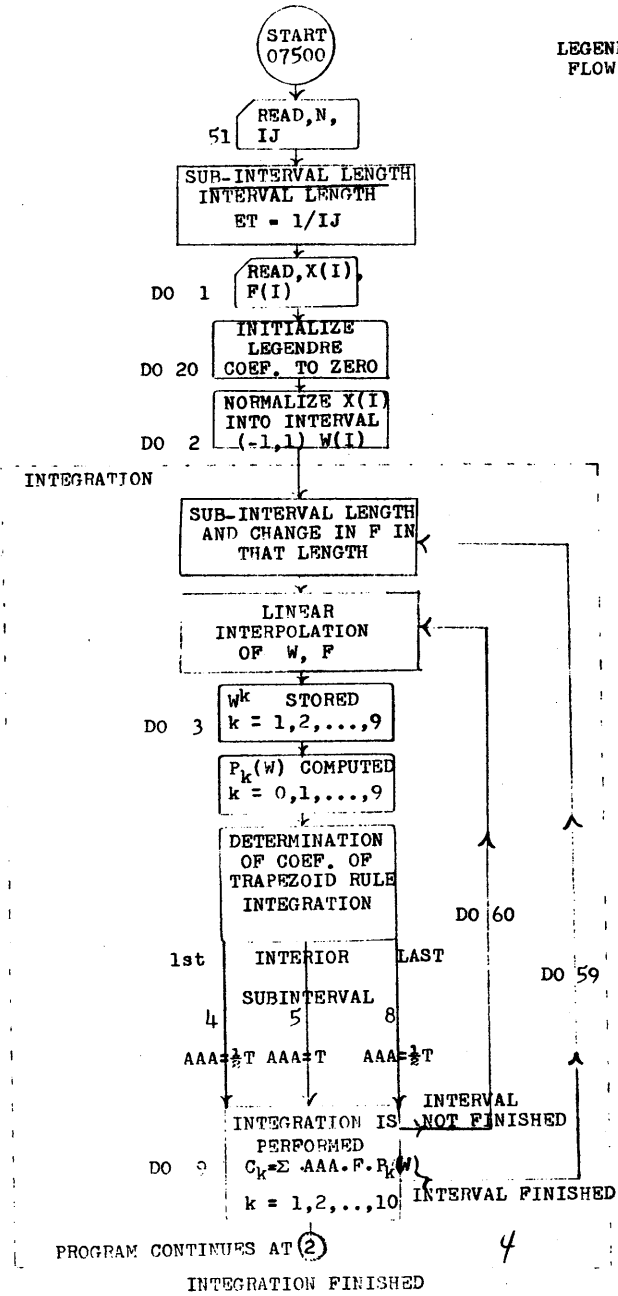 START
07500
LEGEND
FLOW
READ,N,
51 IJ
SUB-INTERVAL LENGTH
INTERVAL LENGTH
ET = 1/IJ
READ,X(I),
DO 1 F(I)
INITIALIZE
LEGENDRE
DO 20 COEF. TO ZERO
NORMALIZE X(I)
INTO INTERVAL
DO 2 (-1,1) W(I)
INTEGRATION
SUB-INTERVAL LENGTH
AND CHANGE IN F IN
THAT LENGTH
LINEAR
INTERPOLATION
OF W, F
Wᵏ STORED
DO 3 k = 1,2,...,9
Pₖ(W) COMPUTED
k = 0,1,...,9
DETERMINATION
OF COEF. OF
TRAPEZOID RULE
INTEGRATION
DO 60
1st INTERIOR LAST
DO 59
SUBINTERVAL
4 5 8
AAA=½T AAA=T AAA=½T
INTERVAL
INTEGRATION IS NOT FINISHED
PERFORMED
DO 9 Cₖ=Σ .AAA.F.Pₖ(W)
k = 1,2,..,10 INTERVAL FINISHED
PROGRAM CONTINUES AT 2 4
INTEGRATION FINISHED